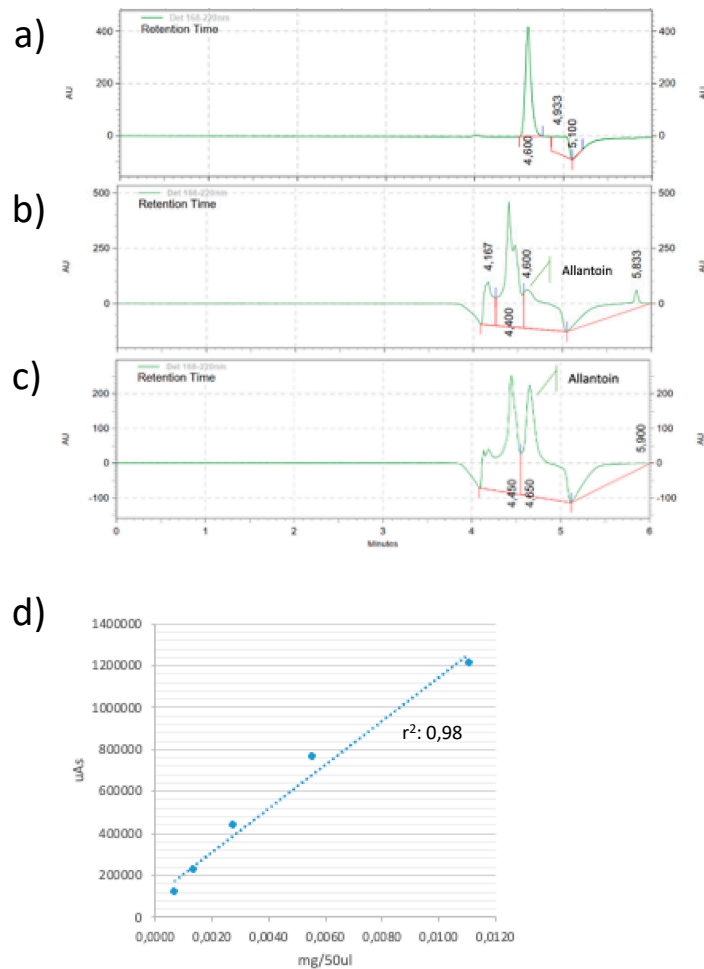 a)
Det 168-220nm
Retention Time
400
200
0
AU
4,600
4,933
5,100
400
200
0
AU
b)
Det 168-220nm
Retention Time
500
250
0
AU
4,167
4,400
4,600
Allantoin
5,833
500
250
0
AU
c)
Det 168-220nm
Retention Time
200
100
0
-100
AU
4,450
4,650
Allantoin
5,900
200
100
0
-100
AU
0 1 2 3 4 5 6
Minutes
d)
1400000
1200000
1000000
800000
600000
400000
200000
0
uAs
r²: 0,98
0,0000 0,0020 0,0040 0,0060 0,0080 0,0100 0,0120
mg/50ul